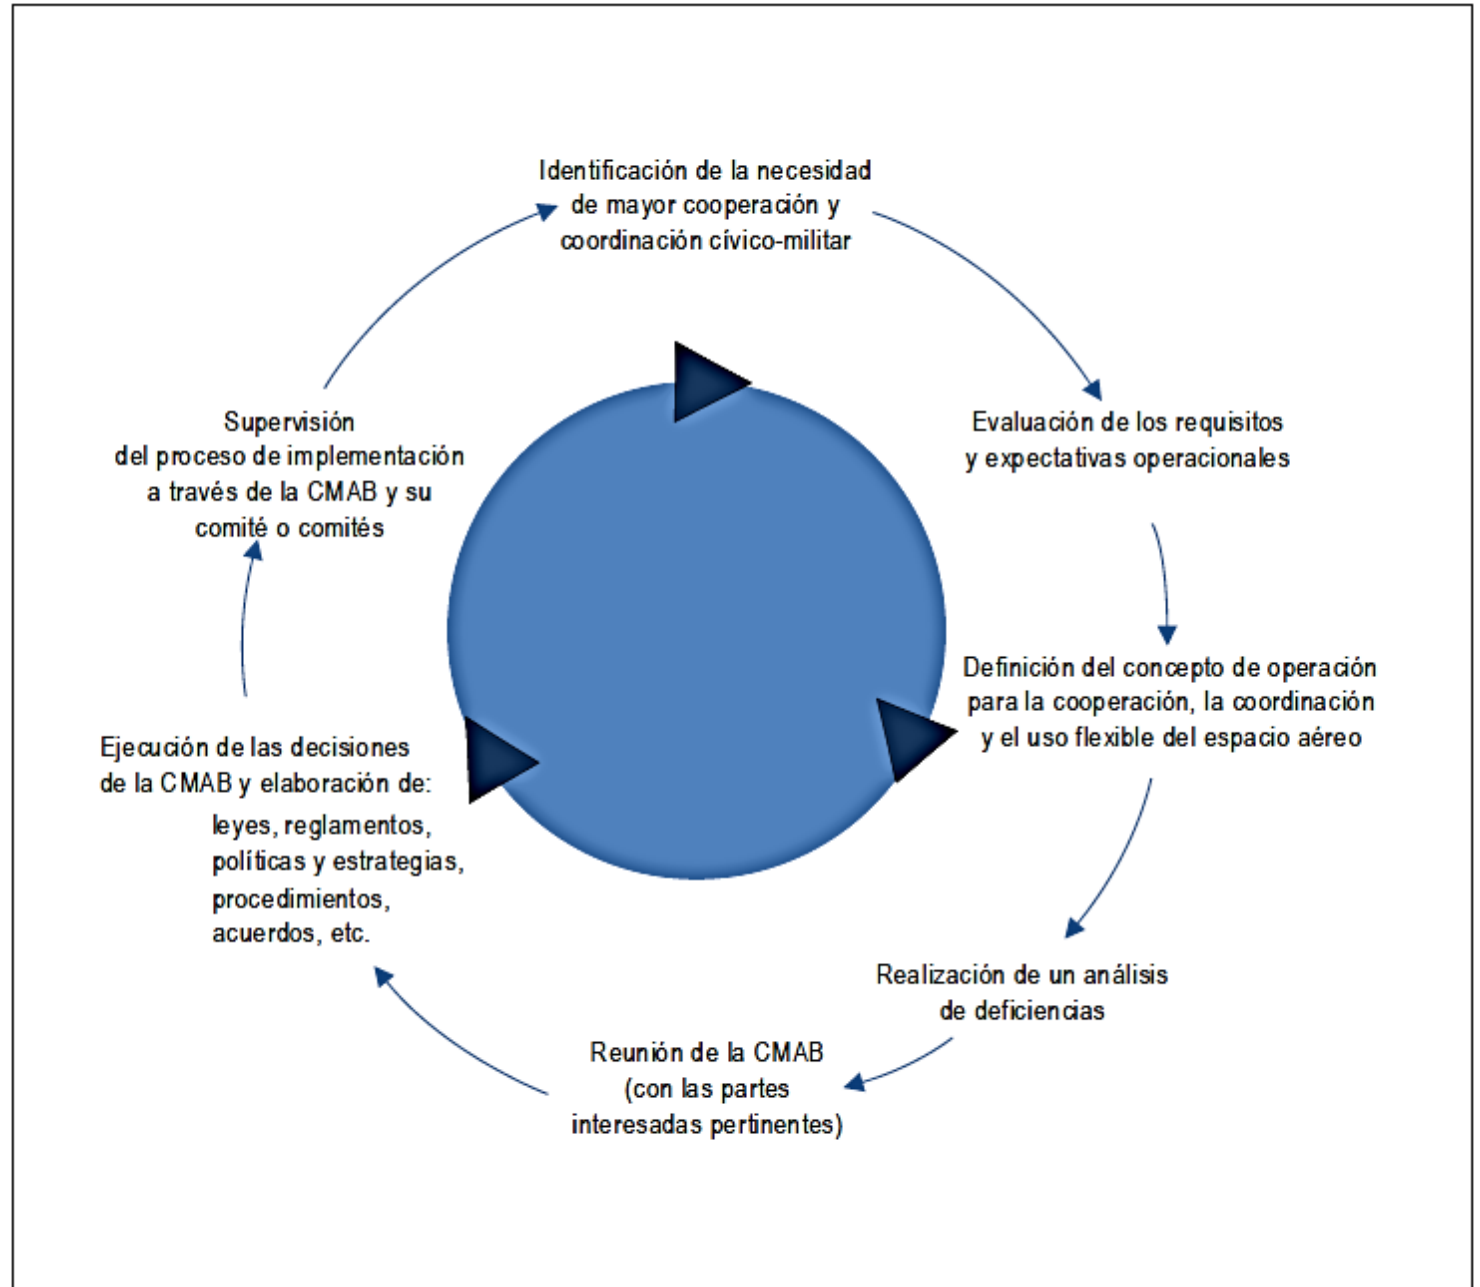 Identificación de la necesidad
de mayor cooperación y
coordinación cívico-militar
Evaluación de los requisitos
y expectativas operacionales
Definición del concepto de operación
para la cooperación, la coordinación
y el uso flexible del espacio aéreo
Realización de un análisis
de deficiencias
Reunión de la CMAB
(con las partes
interesadas pertinentes)
Ejecución de las decisiones
de la CMAB y elaboración de:
leyes, reglamentos,
políticas y estrategias,
procedimientos,
acuerdos, etc.
Supervisión
del proceso de implementación
a través de la CMAB y su
comité o comités